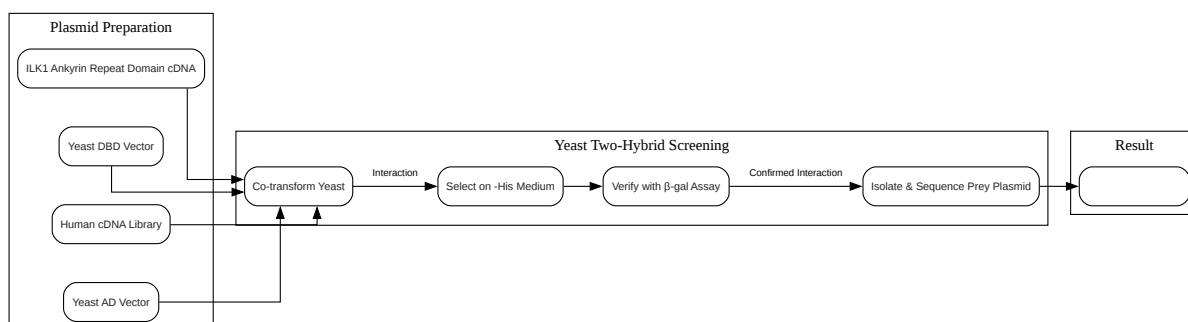 Plasmid Preparation
ILK1 Ankyrin Repeat Domain cDNA
Yeast DBD Vector
Human cDNA Library
Yeast AD Vector
Yeast Two-Hybrid Screening
Co-transform Yeast
Interaction
Select on -His Medium
Verify with β-gal Assay
Confirmed Interaction
Isolate & Sequence Prey Plasmid
Result